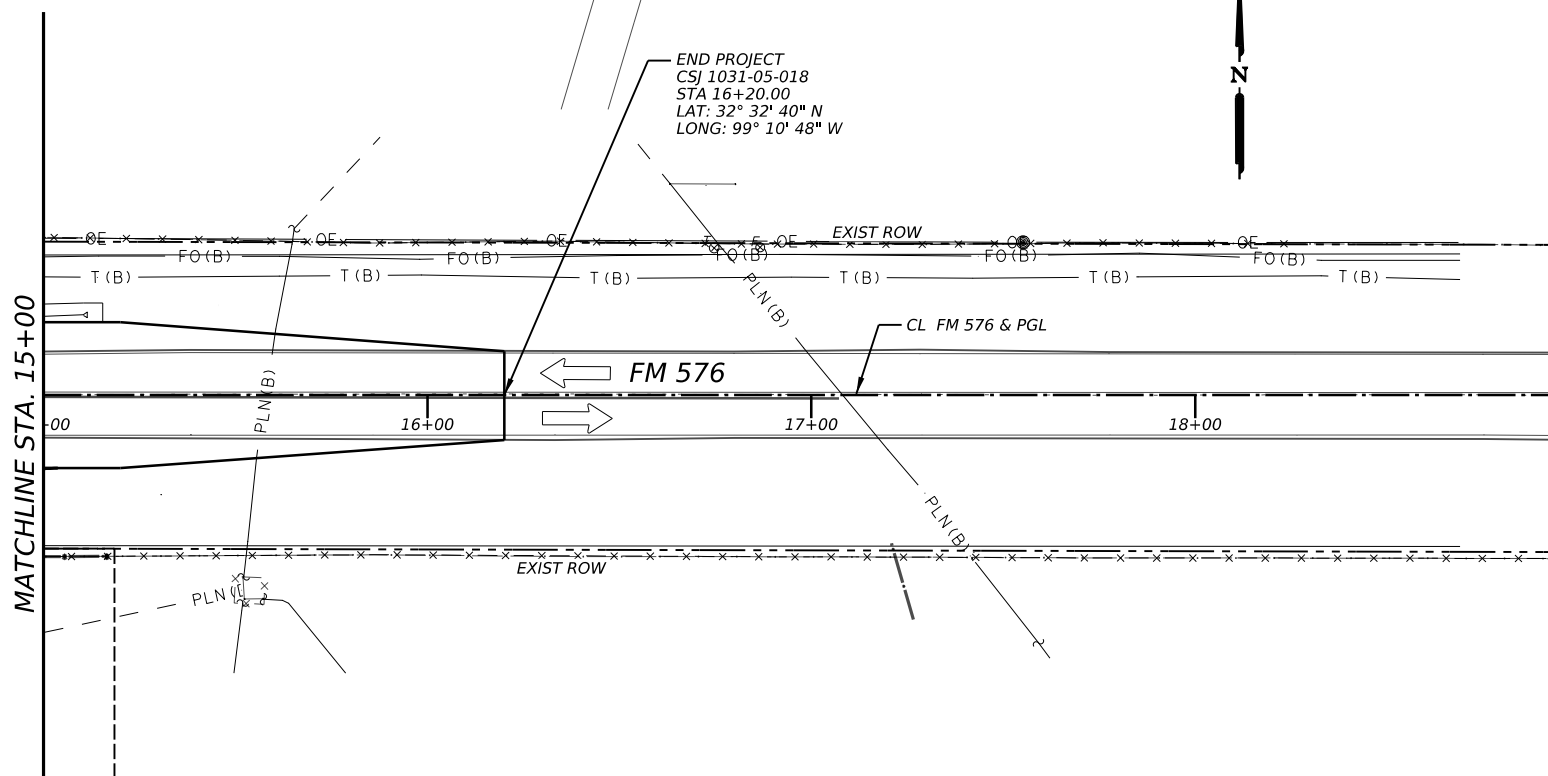 END PROJECT
CSJ 1031-05-018
STA 16+20.00
LAT: 32° 32' 40" N
LONG: 99° 10' 48" W
N
EXIST ROW
OE
OE
OE
OE
OE
FO(B)
FO(B)
FO(B)
FO(B)
FO(B)
T(B)
T(B)
T(B)
T(B)
T(B)
T(B)
PLN(B)
CL FM 576 & PGL
FM 576
PLN(B)
-00
16+00
17+00
18+00
MATCHLINE STA. 15+00
PLN(B)
EXIST ROW